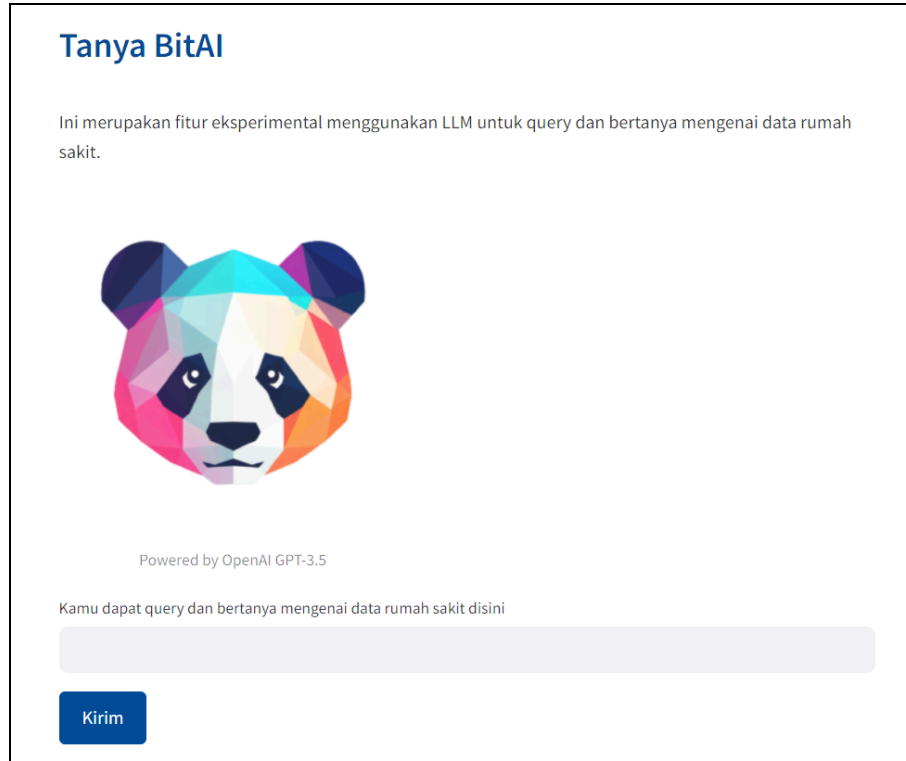 Tanya BitAI
Ini merupakan fitur eksperimental menggunakan LLM untuk query dan bertanya mengenai data rumah
sakit.
Powered by OpenAI GPT-3.5
Kamu dapat query dan bertanya mengenai data rumah sakit disini
Kirim